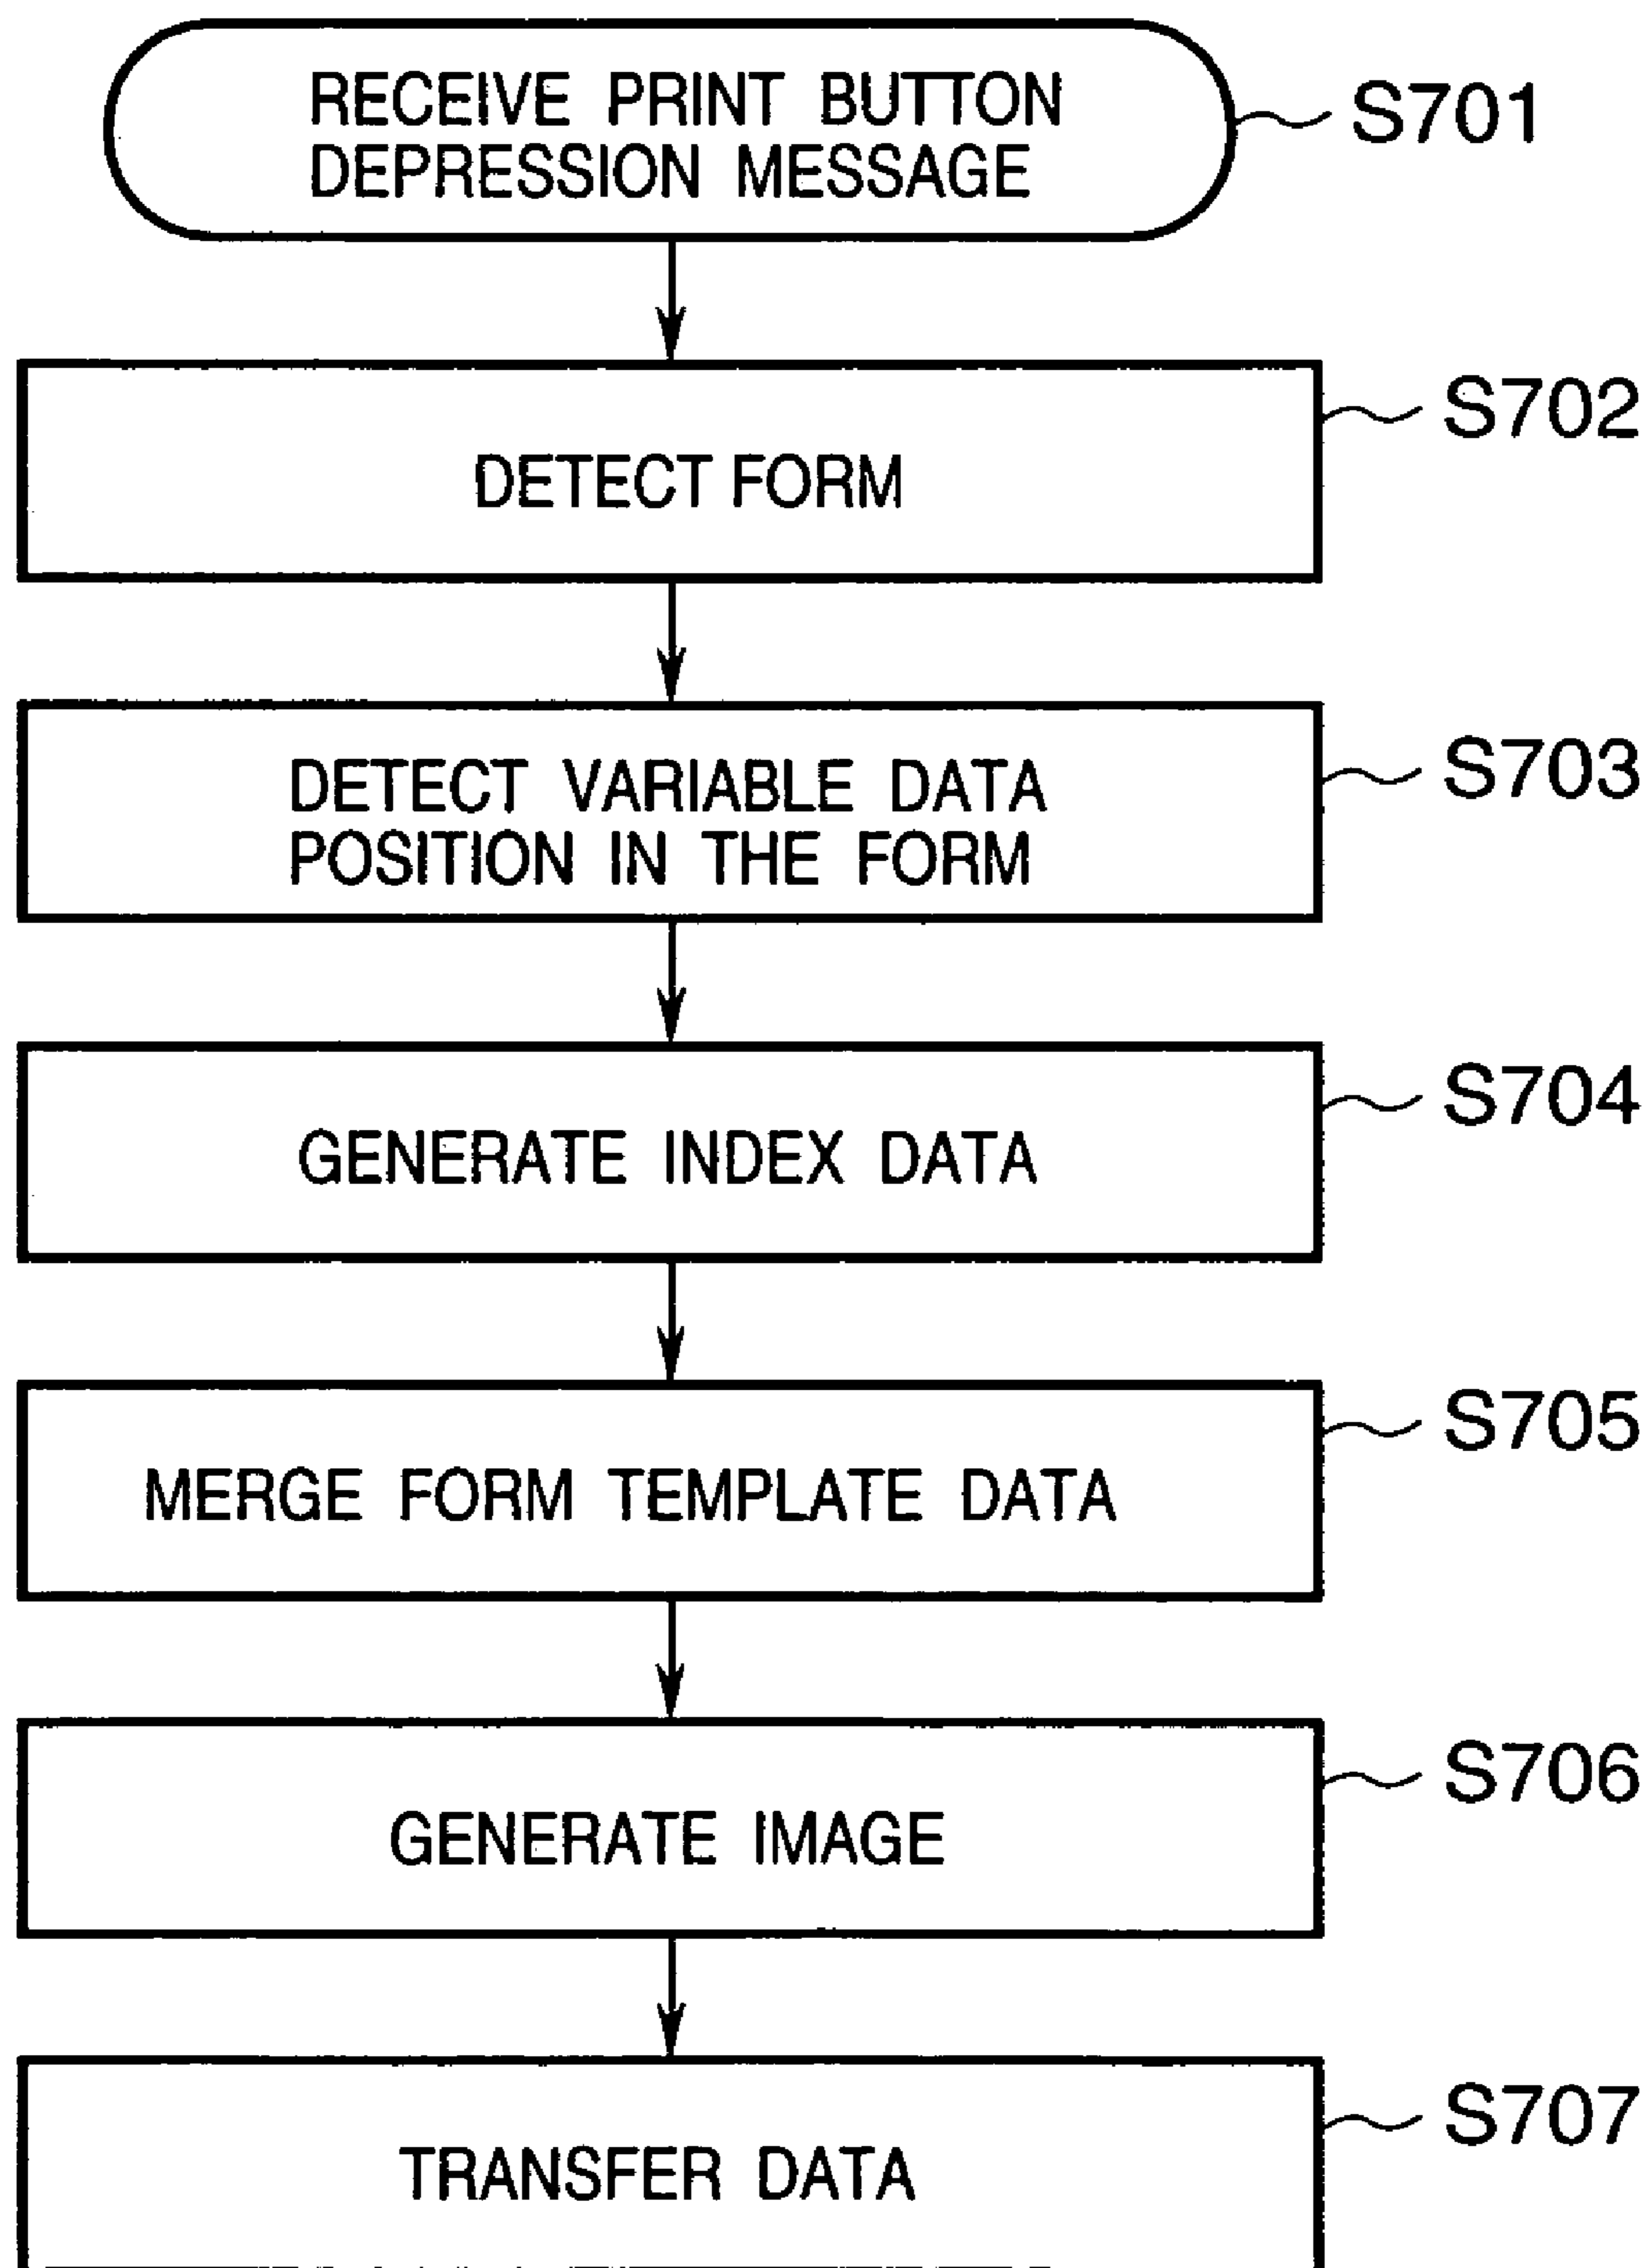 RECEIVE PRINT BUTTON
DEPRESSION MESSAGE
S701
DETECT FORM
S702
DETECT VARIABLE DATA
POSITION IN THE FORM
S703
GENERATE INDEX DATA
S704
MERGE FORM TEMPLATE DATA
S705
GENERATE IMAGE
S706
TRANSFER DATA
S707